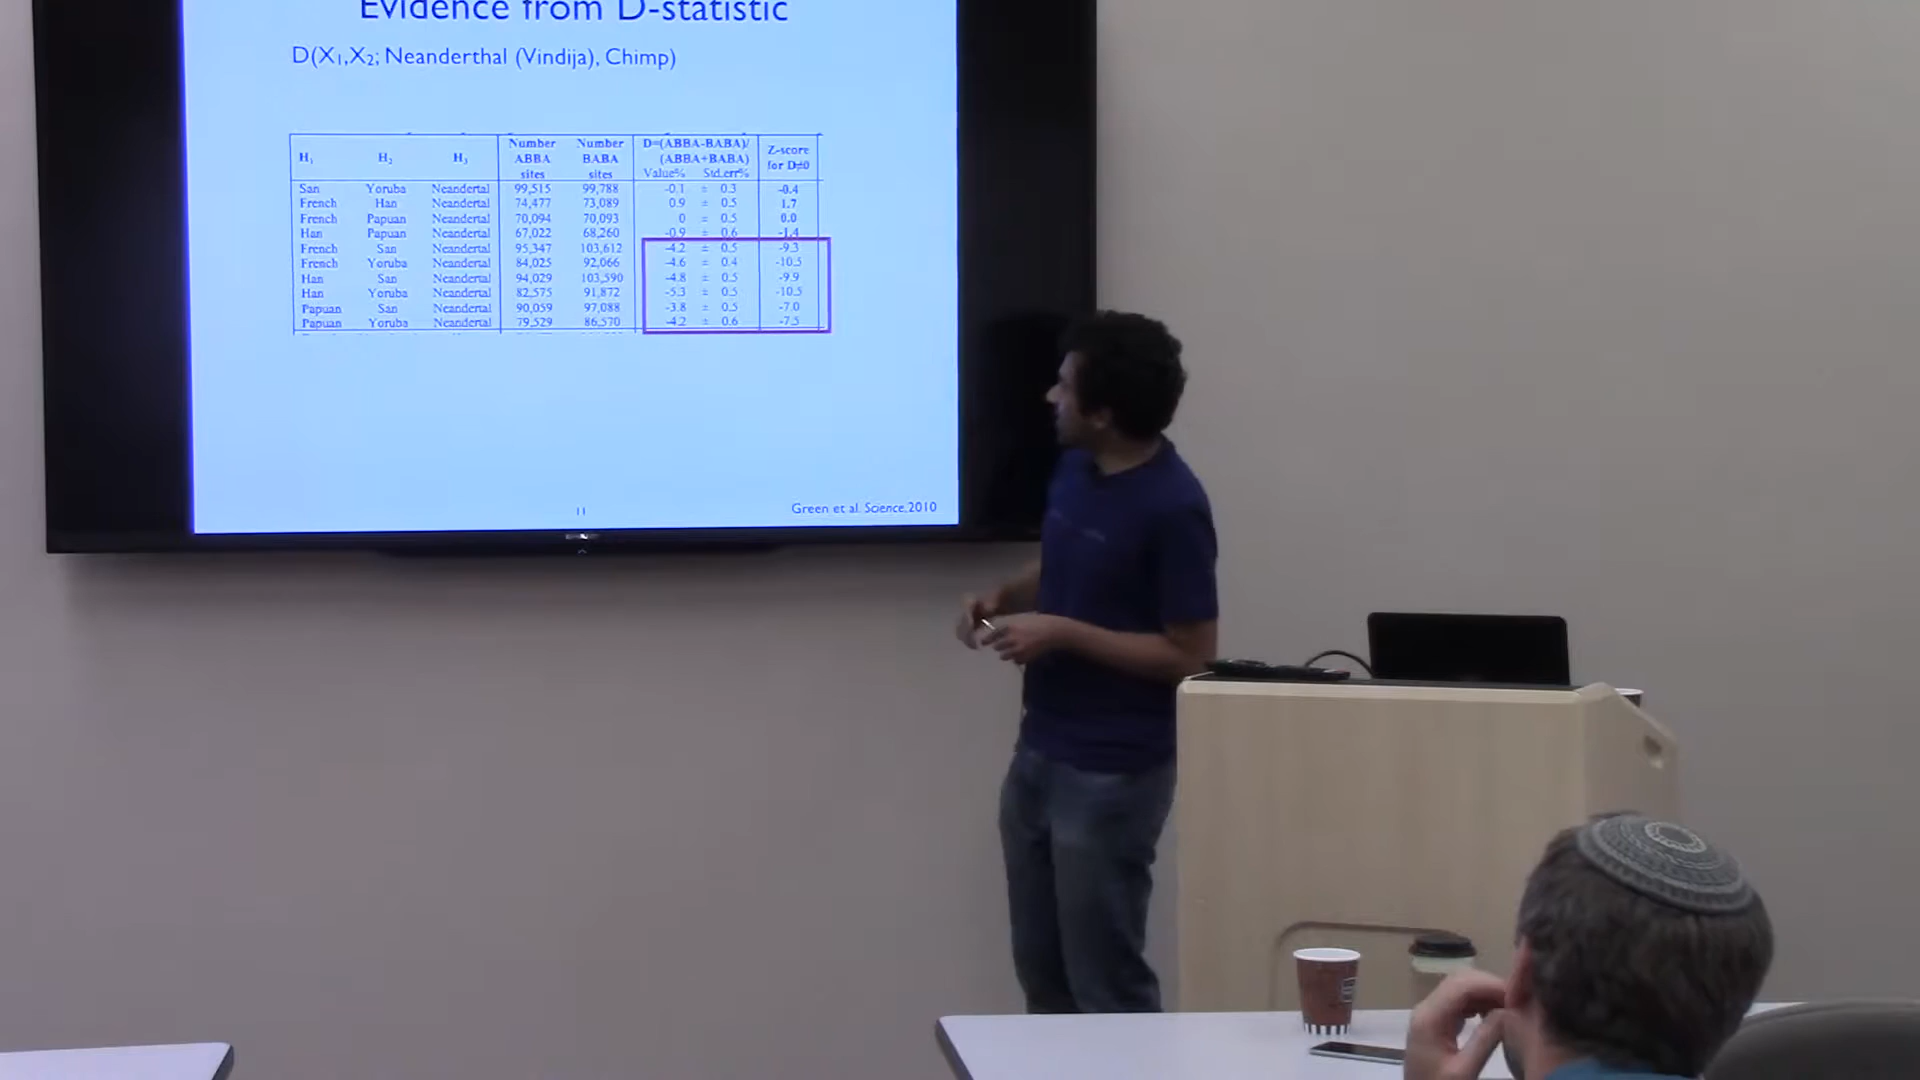 Evidence from D-statistic
D(X1,X2; Neanderthal (Vindija), Chimp)
H1 H2 H3 Number ABBA sites Number BABA sites D=(ABBA-BABA)/(ABBA+BABA) Value% Std.err% Z-score for D≠0
San Yoruba Neandertal 99,515 99,788 -0.1 ± 0.3 -0.4
French Han Neandertal 74,477 73,089 0.9 ± 0.5 1.7
French Papuan Neandertal 70,094 70,093 0 ± 0.5 0.0
Han Papuan Neandertal 67,022 68,260 -0.9 ± 0.6 -1.4
French San Neandertal 95,347 103,612 -4.2 ± 0.5 -9.3
French Yoruba Neandertal 84,025 92,066 -4.6 ± 0.4 -10.5
Han San Neandertal 94,029 103,590 -4.8 ± 0.5 -9.9
Han Yoruba Neandertal 82,575 91,872 -5.3 ± 0.5 -10.5
Papuan San Neandertal 90,059 97,088 -3.8 ± 0.5 -7.0
Papuan Yoruba Neandertal 79,529 86,570 -4.2 ± 0.6 -7.5
11
Green et al. Science,2010